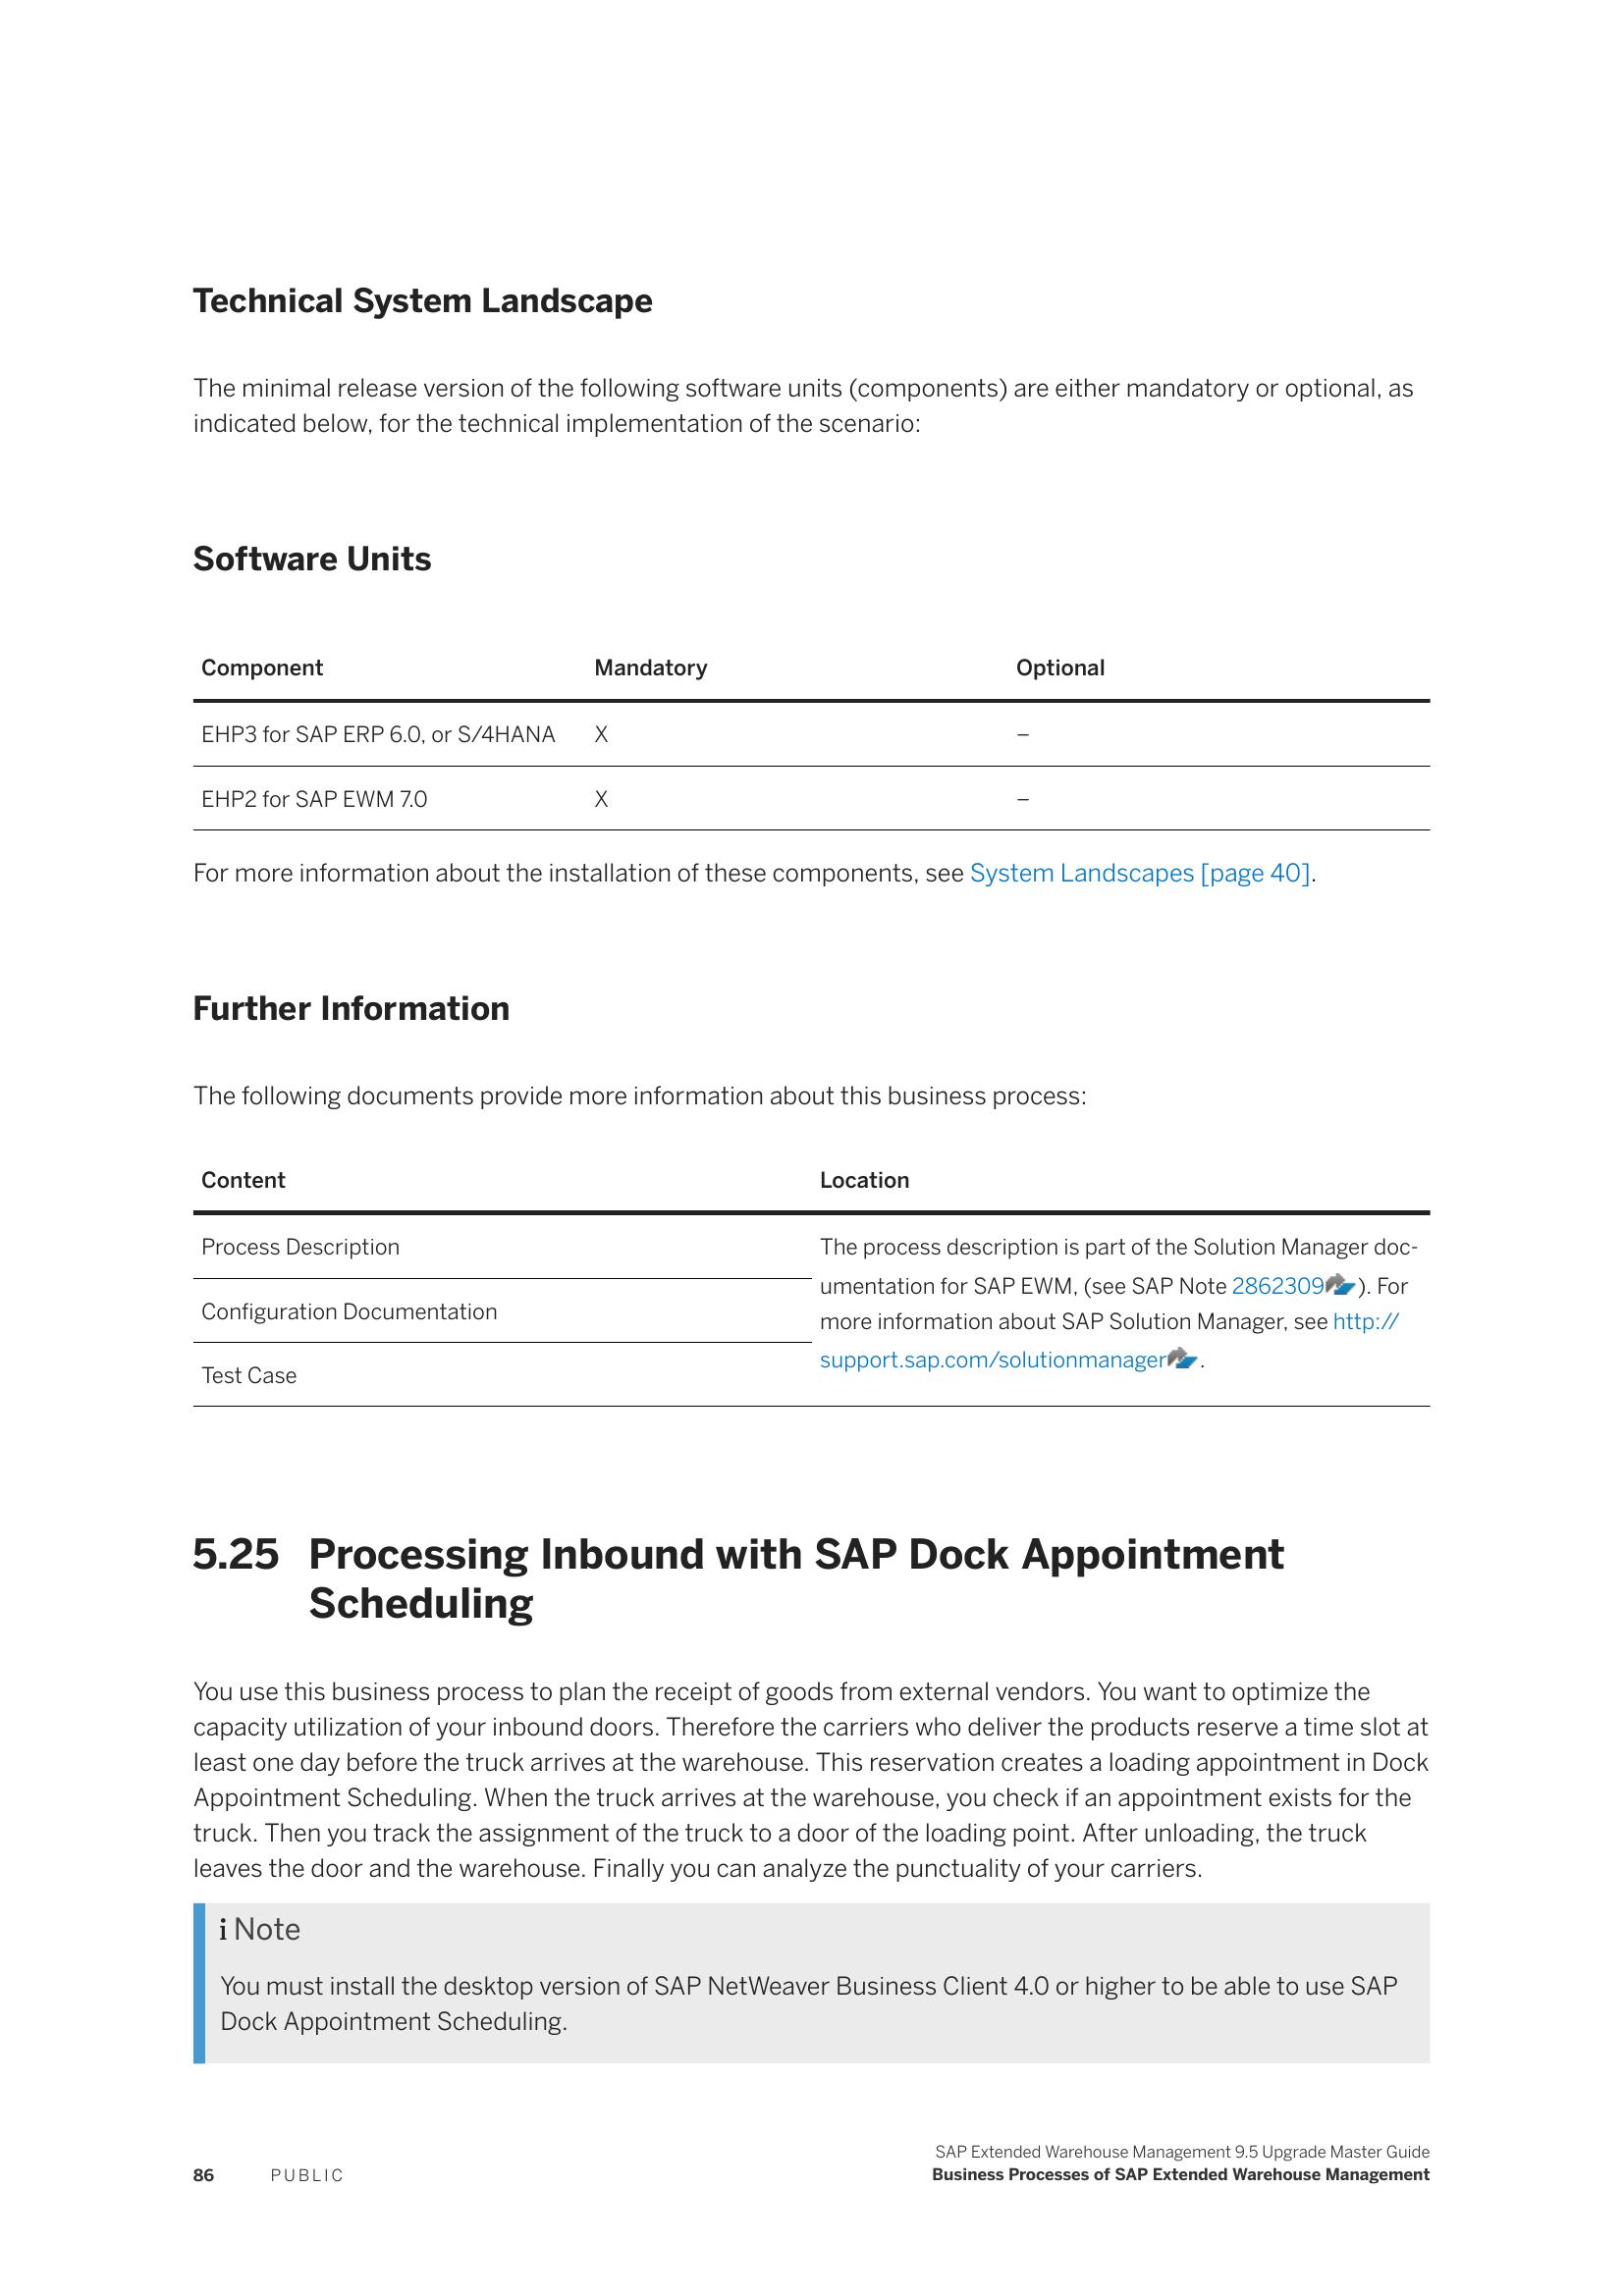 Technical System Landscape
The minimal release version of the following software units (components) are either mandatory or optional, as
indicated below, for the technical implementation of the scenario:
Software Units
Component Mandatory Optional
EHP3 for SAP ERP 6.0, or S/4HANA X –
EHP2 for SAP EWM 7.0 X –
For more information about the installation of these components, see System Landscapes [page 40].
Further Information
The following documents provide more information about this business process:
Content Location
Process Description
Configuration Documentation
Test Case
The process description is part of the Solution Manager doc-
umentation for SAP EWM, (see SAP Note 2862309). For
more information about SAP Solution Manager, see http://
support.sap.com/solutionmanager.
5.25 Processing Inbound with SAP Dock Appointment
Scheduling
You use this business process to plan the receipt of goods from external vendors. You want to optimize the
capacity utilization of your inbound doors. Therefore the carriers who deliver the products reserve a time slot at
least one day before the truck arrives at the warehouse. This reservation creates a loading appointment in Dock
Appointment Scheduling. When the truck arrives at the warehouse, you check if an appointment exists for the
truck. Then you track the assignment of the truck to a door of the loading point. After unloading, the truck
leaves the door and the warehouse. Finally you can analyze the punctuality of your carriers.
i Note
You must install the desktop version of SAP NetWeaver Business Client 4.0 or higher to be able to use SAP
Dock Appointment Scheduling.
SAP Extended Warehouse Management 9.5 Upgrade Master Guide
86 PUBLIC Business Processes of SAP Extended Warehouse Management